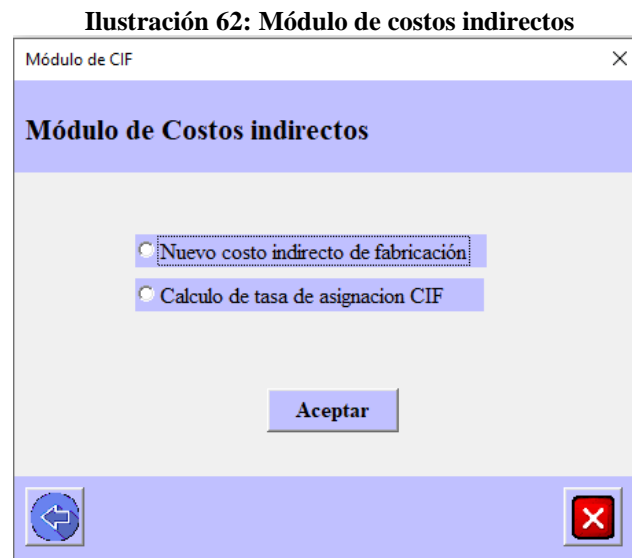 Ilustración 62: Módulo de costos indirectos
Módulo de CIF
Módulo de Costos indirectos
Nuevo costo indirecto de fabricación
Calculo de tasa de asignacion CIF
Aceptar